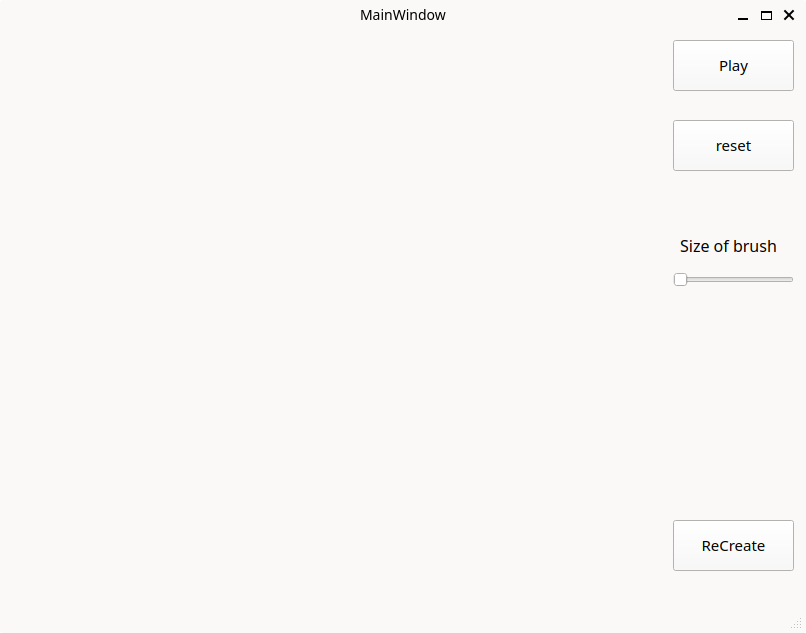 MainWindow
Play
reset
Size of brush
ReCreate